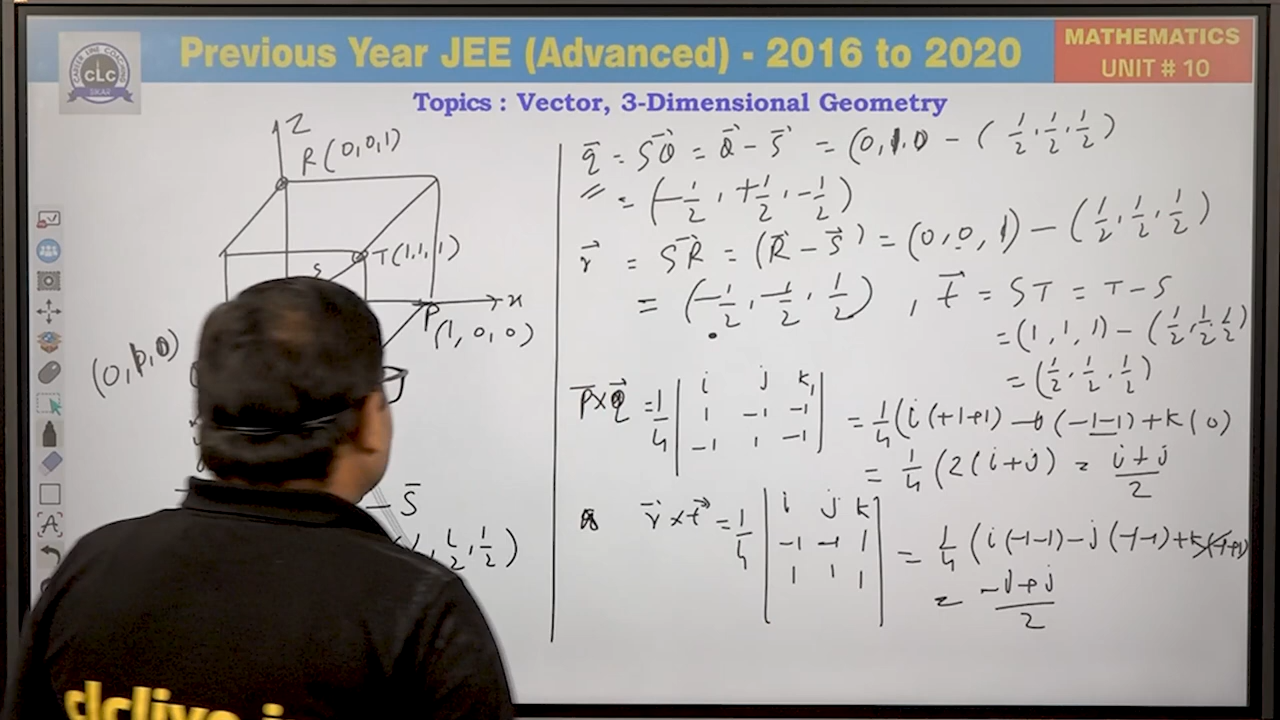 Previous Year JEE (Advanced) - 2016 to 2020
MATHEMATICS
UNIT # 10
CLC
SIKAR
Topics : Vector, 3-Dimensional Geometry
Z
R(0,0,1)
T(1,1,1)
S
x
P
(1,0,0)
(0,1,0)
- S̄
1/2, 1/2)
q⃗ = SQ⃗ = Q⃗ - S⃗ = (0,1,0 - (1/2, 1/2, 1/2)
= (-1/2, +1/2, -1/2)
r⃗ = SR⃗ = (R⃗ - S⃗) = (0,0,1) - (1/2, 1/2, 1/2)
= (-1/2, -1/2, 1/2), t⃗ = ST = T - S
= (1,1,1) - (1/2, 1/2, 1/2)
= (1/2, 1/2, 1/2)
P⃗×q⃗ = 1/4 | i j k, 1 -1 -1, -1 1 -1 | = 1/4 (i(+1+1) - j(-1-1) + k(0)
= 1/4 (2(i+j) = i+j/2
r⃗×t⃗ = 1/4 | i j k, -1 -1 1, 1 1 1 | = 1/4 (i(-1-1) - j(-1-1) + k(-1+1)
= -i+j/2
clclive.i